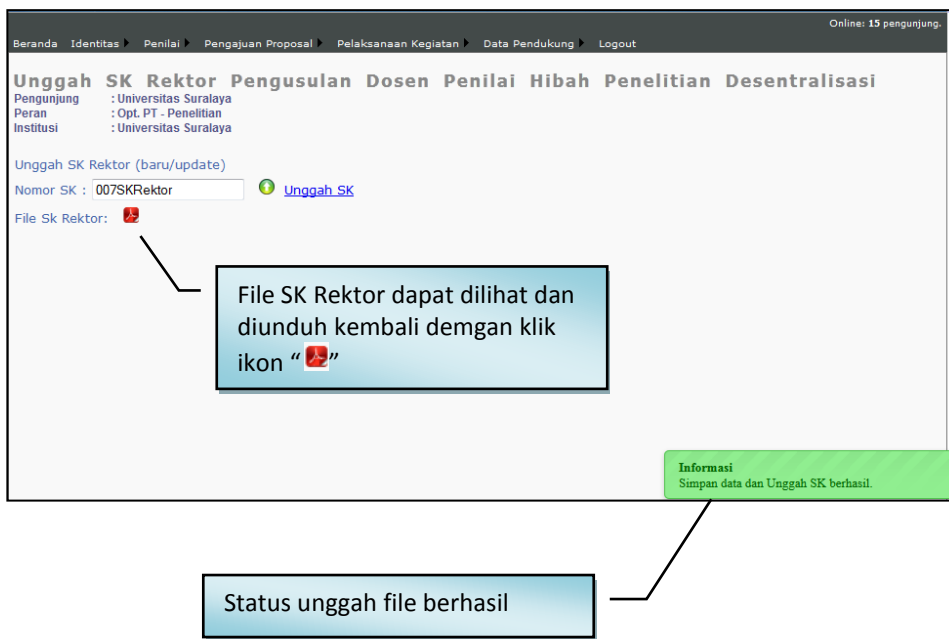 Online: 15 pengunjung.
Beranda Identitas Penilai Pengajuan Proposal Pelaksanaan Kegiatan Data Pendukung Logout
Unggah SK Rektor Pengusulan Dosen Penilai Hibah Penelitian Desentralisasi
Pengunjung : Universitas Suralaya
Peran : Opt. PT - Penelitian
Institusi : Universitas Suralaya
Unggah SK Rektor (baru/update)
Nomor SK : 007SKRektor Unggah SK
File Sk Rektor:
File SK Rektor dapat dilihat dan
diunduh kembali demgan klik
ikon “ ”
Informasi
Simpan data dan Unggah SK berhasil.
Status unggah file berhasil